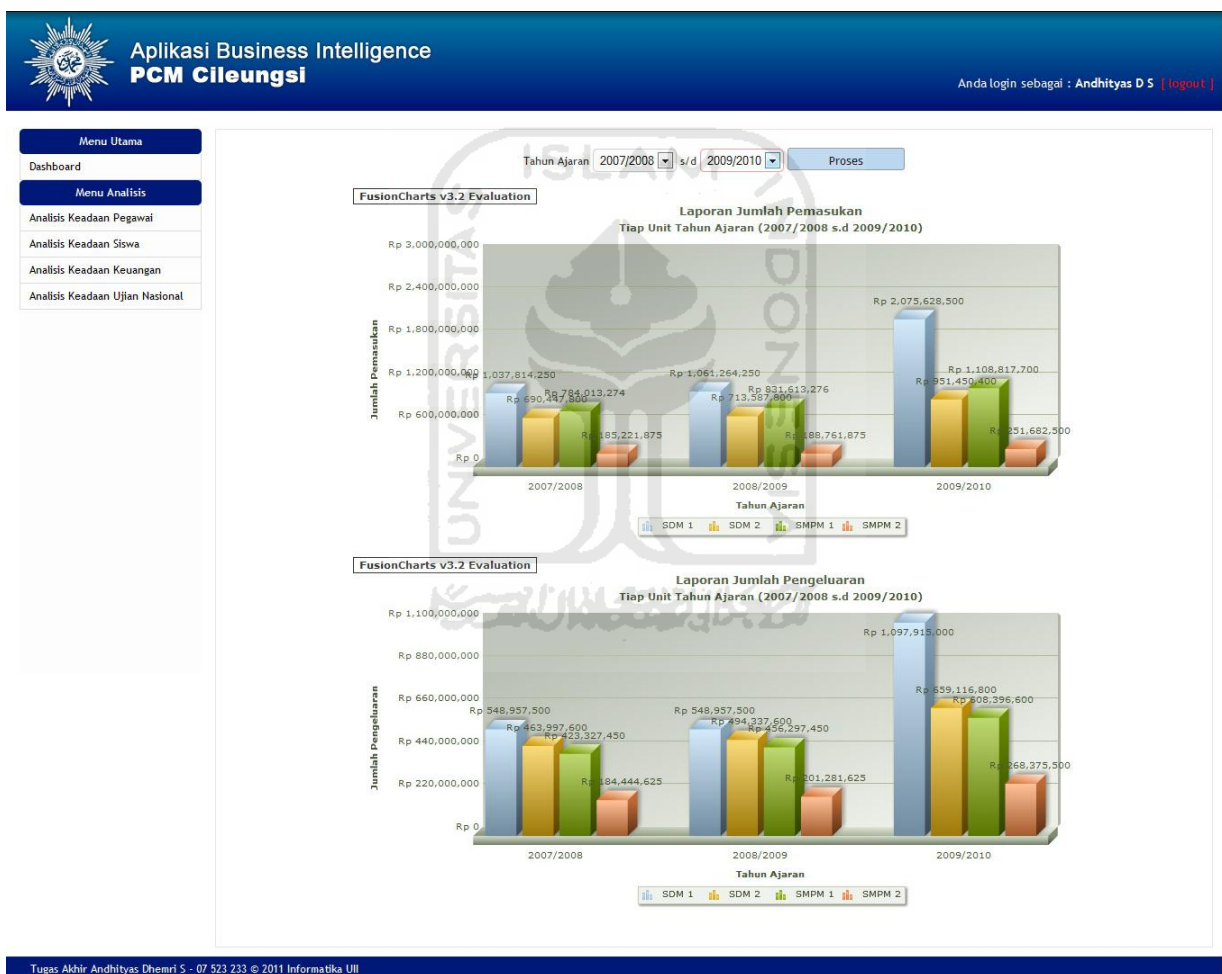 Aplikasi Business Intelligence
PCM Cileungsi
Anda login sebagai : Andhityas D S [ logout ]
Menu Utama
Dashboard
Menu Analisis
Analisis Keadaan Pegawai
Analisis Keadaan Siswa
Analisis Keadaan Keuangan
Analisis Keadaan Ujian Nasional
Tahun Ajaran 2007/2008 s/d 2009/2010 Proses
UNIVERSITAS ISLAM INDONESIA
FusionCharts v3.2 Evaluation
Laporan Jumlah Pemasukan
Tiap Unit Tahun Ajaran (2007/2008 s.d 2009/2010)
Jumlah Pemasukan
Rp 3,000,000,000
Rp 2,400,000,000
Rp 1,800,000,000
Rp 1,200,000,000
Rp 600,000,000
Rp 0
Rp 1,037,814,250
Rp 690,447,800
Rp 784,013,274
Rp 185,221,875
Rp 1,061,264,250
Rp 713,587,800
Rp 831,613,276
Rp 188,761,875
Rp 2,075,628,500
Rp 951,450,400
Rp 1,108,817,700
Rp 251,682,500
2007/2008 2008/2009 2009/2010
Tahun Ajaran
SDM 1 SDM 2 SMPM 1 SMPM 2
FusionCharts v3.2 Evaluation
Laporan Jumlah Pengeluaran
Tiap Unit Tahun Ajaran (2007/2008 s.d 2009/2010)
Jumlah Pengeluaran
Rp 1,100,000,000
Rp 880,000,000
Rp 660,000,000
Rp 440,000,000
Rp 220,000,000
Rp 0
Rp 548,957,500
Rp 463,997,600
Rp 423,327,450
Rp 184,444,625
Rp 548,957,500
Rp 494,337,600
Rp 456,297,450
Rp 201,281,625
Rp 1,097,915,000
Rp 659,116,800
Rp 608,396,600
Rp 268,375,500
2007/2008 2008/2009 2009/2010
Tahun Ajaran
SDM 1 SDM 2 SMPM 1 SMPM 2
Tugas Akhir Andhityas Dhemri S - 07 523 233 © 2011 Informatika UII